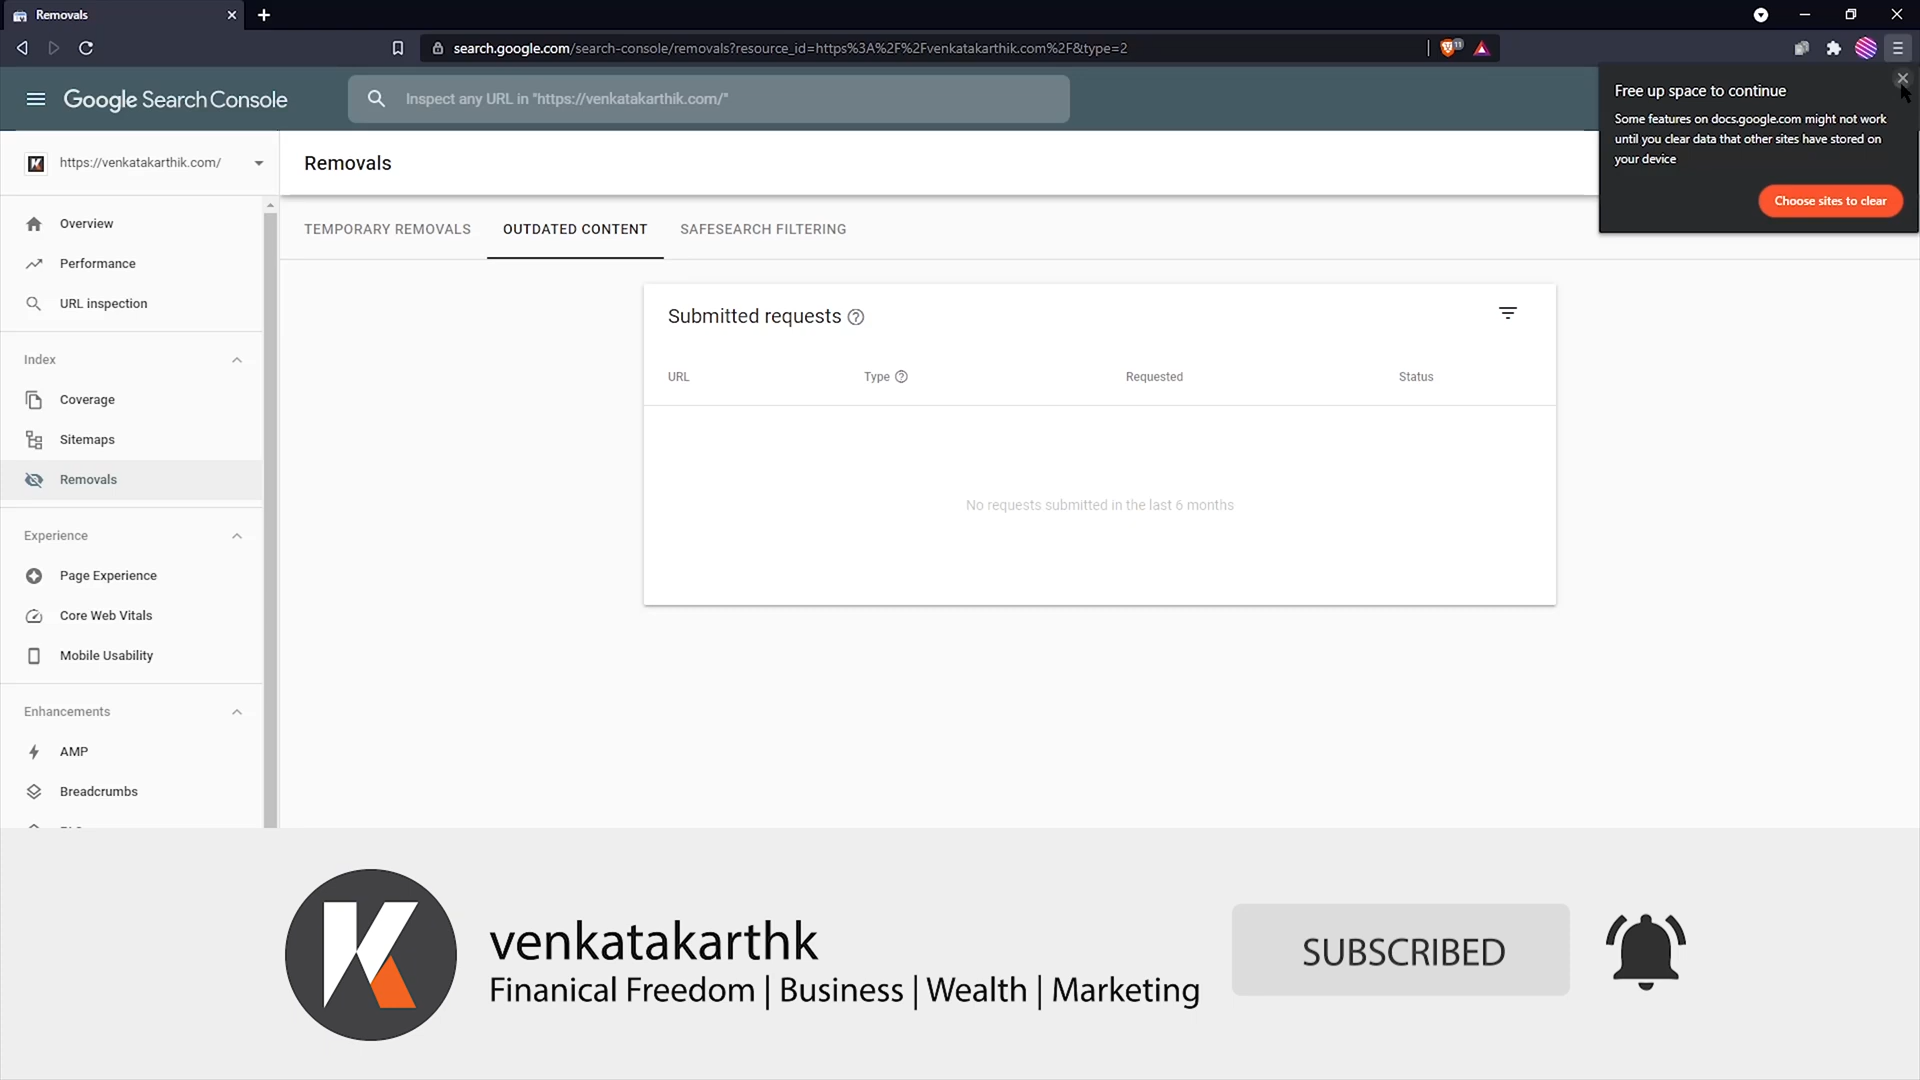 Removals
search.google.com/search-console/removals?resource_id=https%3A%2F%2Fvenkatakarthik.com%2F&type=2
11
Google Search Console
Inspect any URL in "https://venkatakarthik.com/"
Free up space to continue
Some features on docs.google.com might not work
until you clear data that other sites have stored on
your device
Choose sites to clear
https://venkatakarthik.com/
Removals
Overview
Performance
URL inspection
Index
Coverage
Sitemaps
Removals
Experience
Page Experience
Core Web Vitals
Mobile Usability
Enhancements
AMP
Breadcrumbs
TEMPORARY REMOVALS
OUTDATED CONTENT
SAFESEARCH FILTERING
Submitted requests
URL
Type
Requested
Status
No requests submitted in the last 6 months
K
venkatakarthk
Finanical Freedom | Business | Wealth | Marketing
SUBSCRIBED